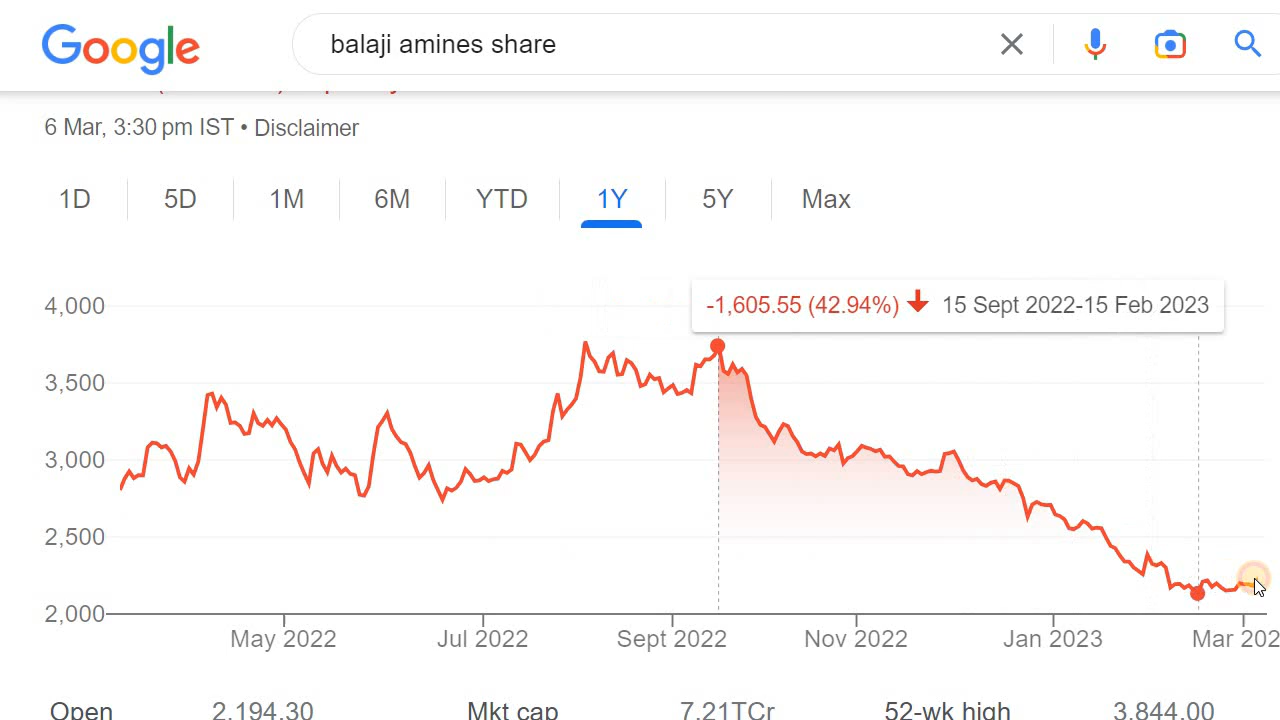 Google
balaji amines share
6 Mar, 3:30 pm IST • Disclaimer
1D 5D 1M 6M YTD 1Y 5Y Max
-1,605.55 (42.94%) 15 Sept 2022-15 Feb 2023
4,000
3,500
3,000
2,500
2,000
May 2022 Jul 2022 Sept 2022 Nov 2022 Jan 2023 Mar 202
Open 2,194.30 Mkt cap 7.21TCr 52-wk high 3,844.00